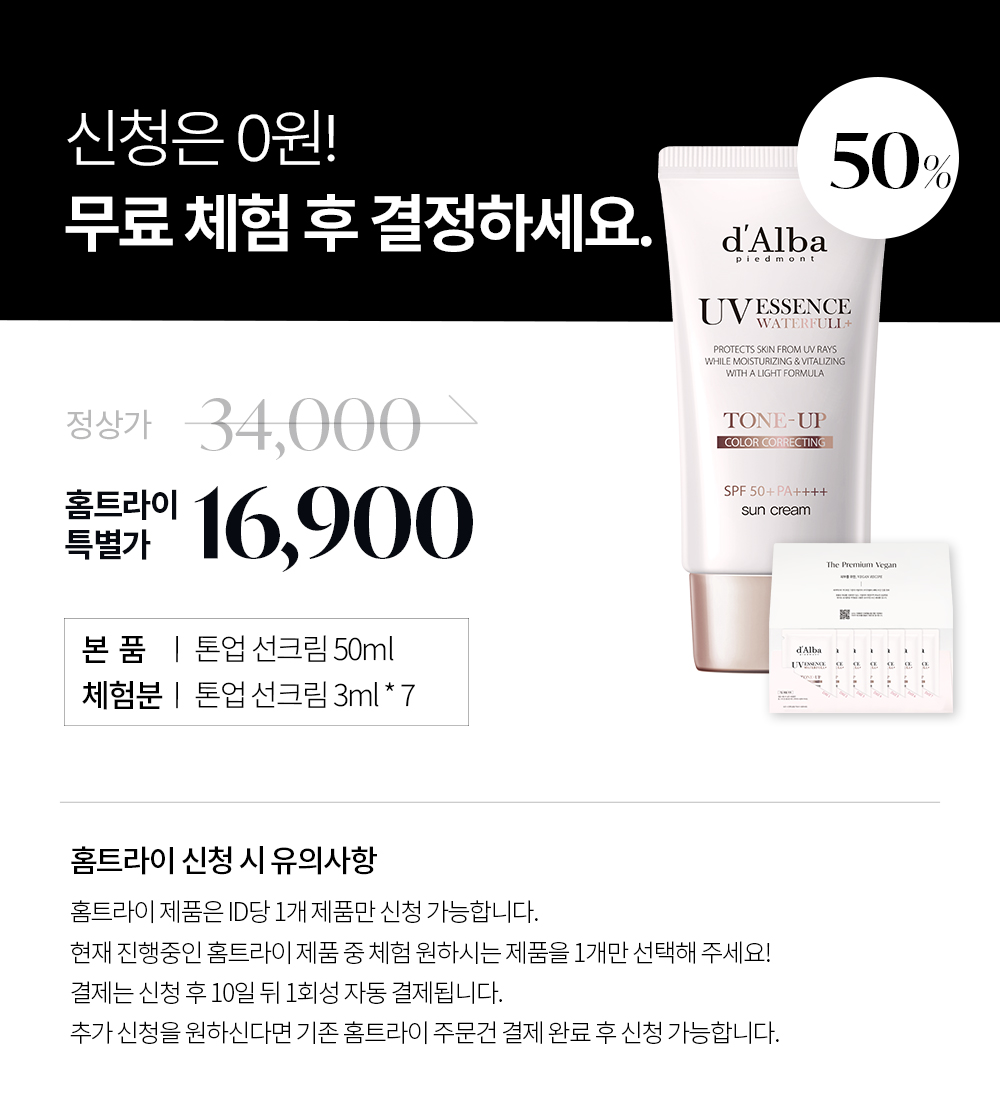 신청은 0원!
무료 체험 후 결정하세요.
50%
d'Alba
piedmont
UV ESSENCE
WATERFULL+
PROTECTS SKIN FROM UV RAYS
WHILE MOISTURIZING & VITALIZING
WITH A LIGHT FORMULA
TONE-UP
COLOR CORRECTING
SPF 50+PA++++
sun cream
정상가 34,000
홈트라이
특별가
16,900
본 품 | 톤업 선크림 50ml
체험분 | 톤업 선크림 3ml * 7
The Premium Vegan
d'Alba
UV ESSENCE
홈트라이 신청 시 유의사항
홈트라이 제품은 ID당 1개 제품만 신청 가능합니다.
현재 진행중인 홈트라이 제품 중 체험 원하시는 제품을 1개만 선택해 주세요!
결제는 신청 후 10일 뒤 1회성 자동 결제됩니다.
추가 신청을 원하신다면 기존 홈트라이 주문건 결제 완료 후 신청 가능합니다.